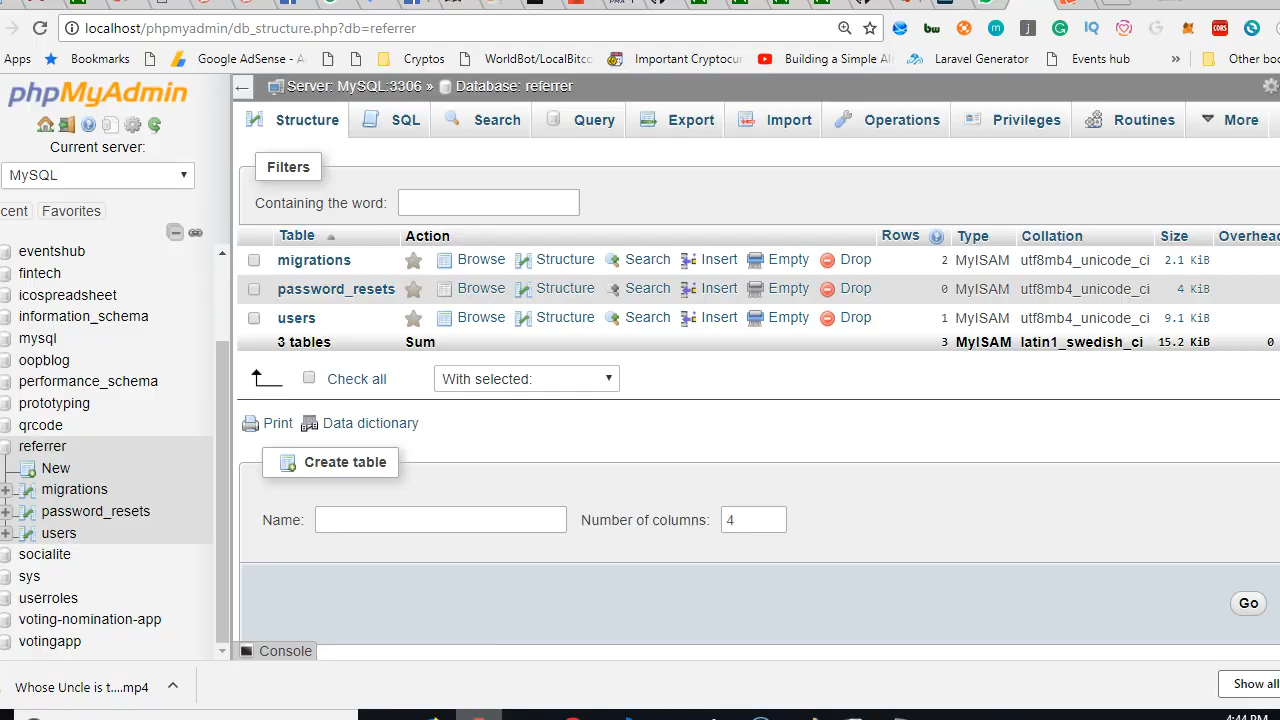 localhost/phpmyadmin/db_structure.php?db=referrer
Apps Bookmarks Google AdSense - A Cryptos WorldBot/LocalBitco Important Cryptocur Building a Simple AI Laravel Generator Events hub » Other boo
phpMyAdmin
Current server:
MySQL
cent Favorites
eventshub
fintech
icospreadsheet
information_schema
mysql
oopblog
performance_schema
prototyping
qrcode
referrer
New
migrations
password_resets
users
socialite
sys
userroles
voting-nomination-app
votingapp
Server: MySQL:3306 » Database: referrer
Structure SQL Search Query Export Import Operations Privileges Routines More
Filters
Containing the word:
Table Action Rows Type Collation Size Overhead
migrations Browse Structure Search Insert Empty Drop 2 MyISAM utf8mb4_unicode_ci 2.1 KiB
password_resets Browse Structure Search Insert Empty Drop 0 MyISAM utf8mb4_unicode_ci 4 KiB
users Browse Structure Search Insert Empty Drop 1 MyISAM utf8mb4_unicode_ci 9.1 KiB
3 tables Sum 3 MyISAM latin1_swedish_ci 15.2 KiB 0
Check all With selected:
Print Data dictionary
Create table
Name: Number of columns: 4
Go
Console
Whose Uncle is t....mp4
Show all
4:44 PM